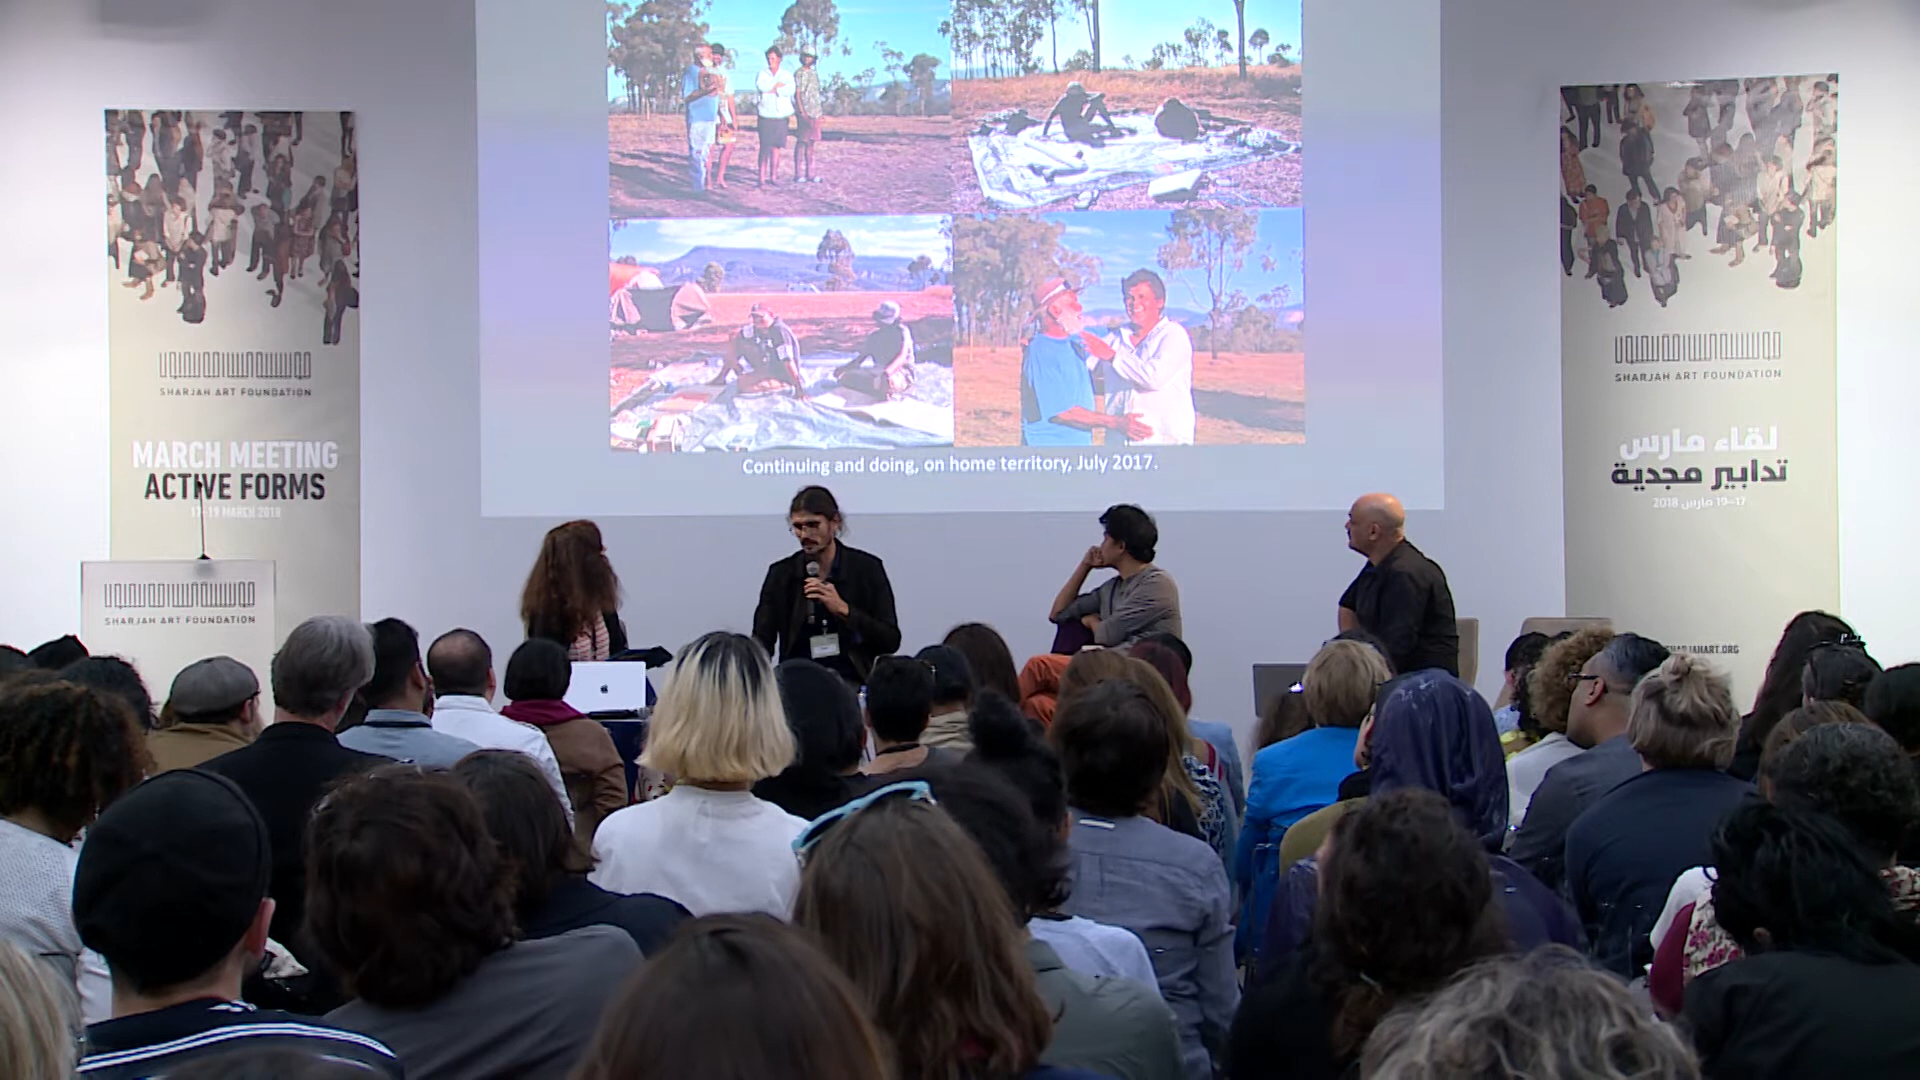 Continuing and doing, on home territory, July 2017.
SHARJAH ART FOUNDATION
MARCH MEETING
ACTIVE FORMS
17–19 MARCH 2018
SHARJAH ART FOUNDATION
SHARJAH ART FOUNDATION
لقاء مارس
تدابير مجدية
17–19 مارس 2018